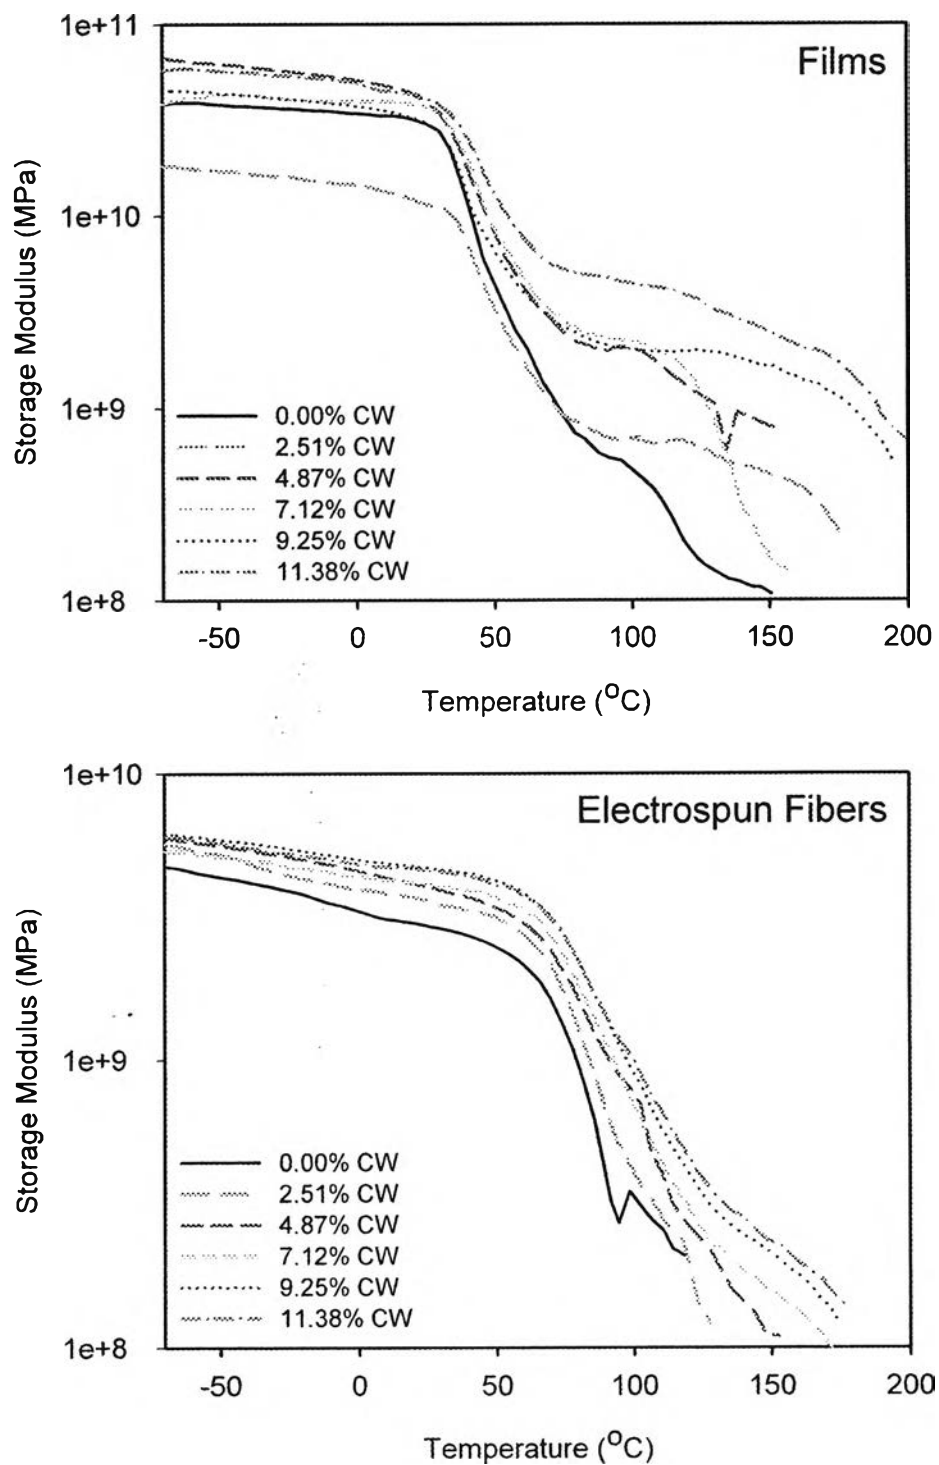 1e+11
Films
1e+10
1e+9
1e+8
Storage Modulus (MPa)
0.00% CW
2.51% CW
4.87% CW
7.12% CW
9.25% CW
11.38% CW
-50 0 50 100 150 200
Temperature (°C)
1e+10
Electrospun Fibers
1e+9
1e+8
Storage Modulus (MPa)
0.00% CW
2.51% CW
4.87% CW
7.12% CW
9.25% CW
11.38% CW
-50 0 50 100 150 200
Temperature (°C)